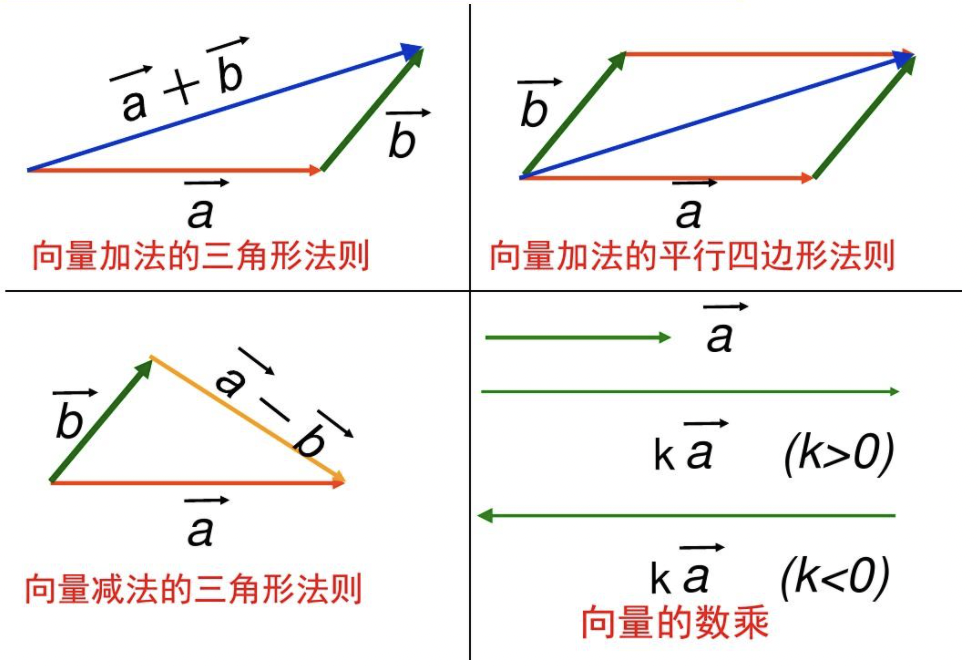 $\vec{a}+\vec{b}$
$\vec{b}$
$\vec{a}$
向量加法的三角形法则
$\vec{b}$
$\vec{a}$
向量加法的平行四边形法则
$\vec{b}$
$\vec{a}-\vec{b}$
$\vec{a}$
向量减法的三角形法则
$\vec{a}$
k $\vec{a}$ (k>0)
k $\vec{a}$ (k<0)
向量的数乘